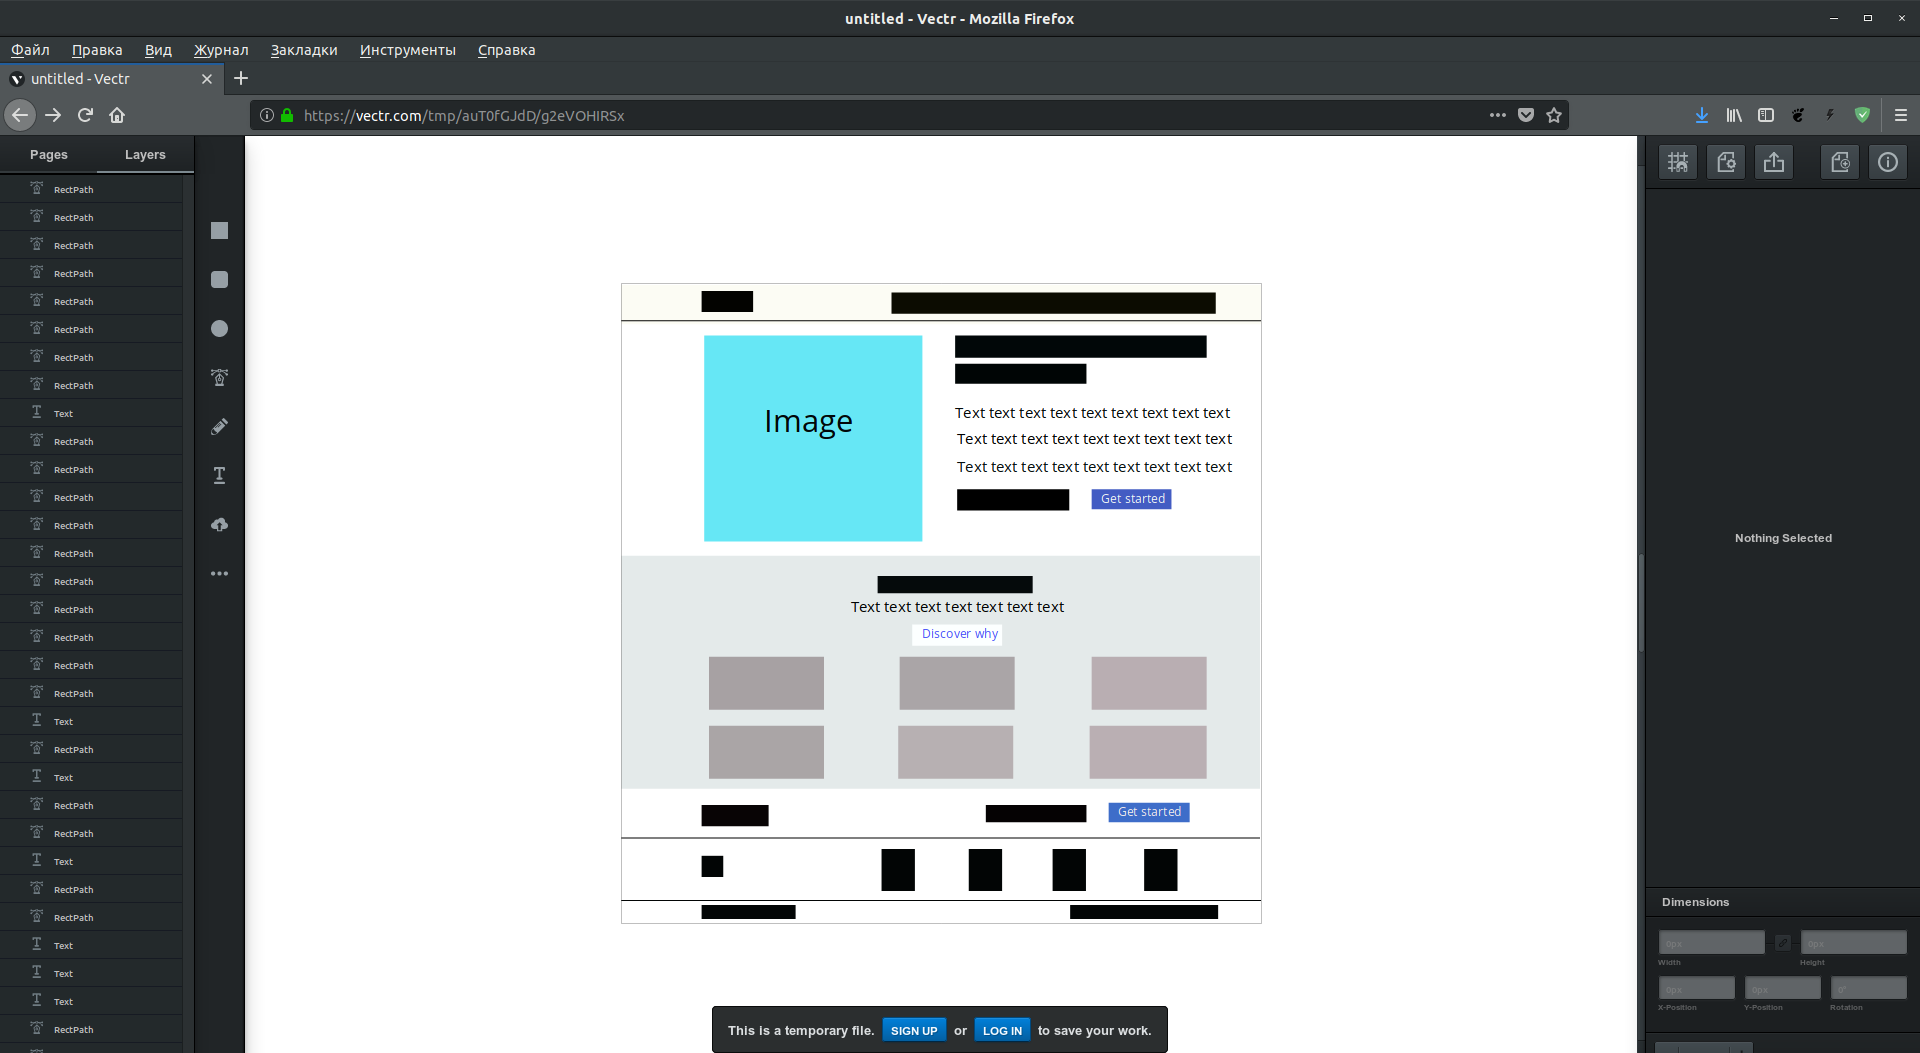 untitled - Vectr - Mozilla Firefox
Файл Правка Вид Журнал Закладки Инструменты Справка
untitled - Vectr
https://vectr.com/tmp/auT0fGJdD/g2eVOHIRSx
Pages Layers
RectPath
RectPath
RectPath
RectPath
RectPath
RectPath
RectPath
RectPath
Text
RectPath
RectPath
RectPath
RectPath
RectPath
RectPath
RectPath
RectPath
RectPath
RectPath
Text
RectPath
Text
RectPath
RectPath
Text
RectPath
RectPath
Text
Text
Text
RectPath
Image
Text text text text text text text text text
Text text text text text text text text text
Text text text text text text text text text
Get started
Text text text text text text text
Discover why
Get started
This is a temporary file. SIGN UP or LOG IN to save your work.
Nothing Selected
Dimensions
0px 0px
Width Height
0px 0px 0°
X-Position Y-Position Rotation